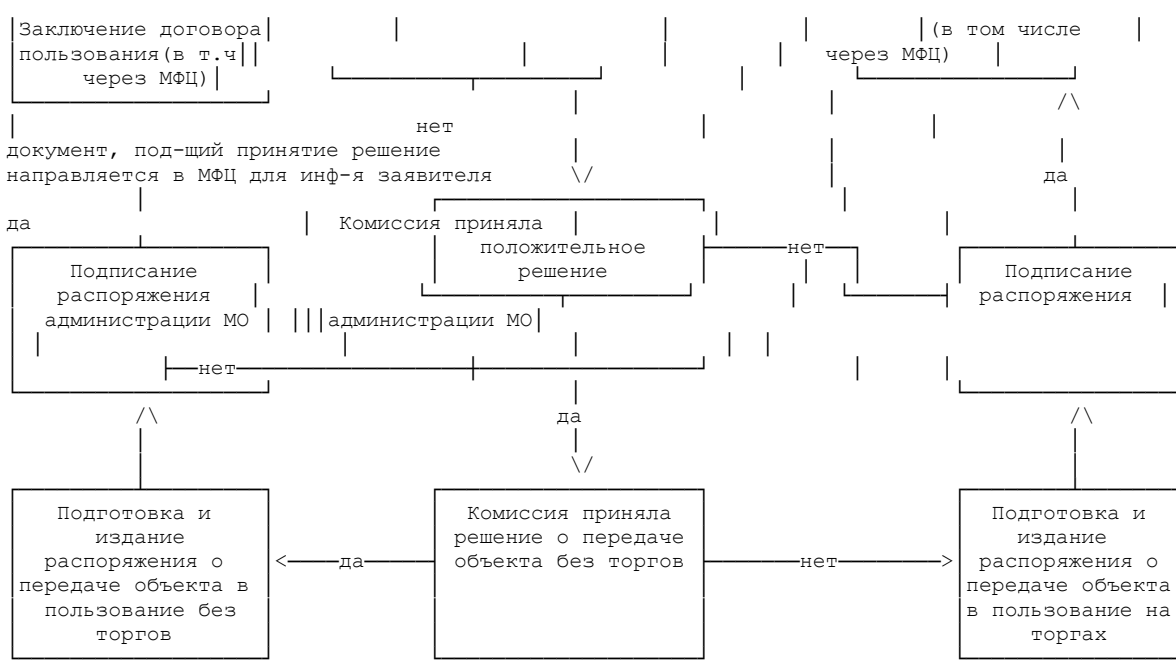 Заключение договора (в том числе
пользования(в т.ч через МФЦ)
через МФЦ)
нет
документ, под-щий принятие решение
направляется в МФЦ для инф-я заявителя да
да Комиссия приняла
положительное нет
Подписание решение Подписание
распоряжения распоряжения
администрации МО администрации МО
нет
да
Подготовка и Комиссия приняла Подготовка и
издание решение о передаче издание
распоряжения о <да объекта без торгов нет> распоряжения о
передаче объекта в передаче объекта
пользование без в пользование на
торгов торгах